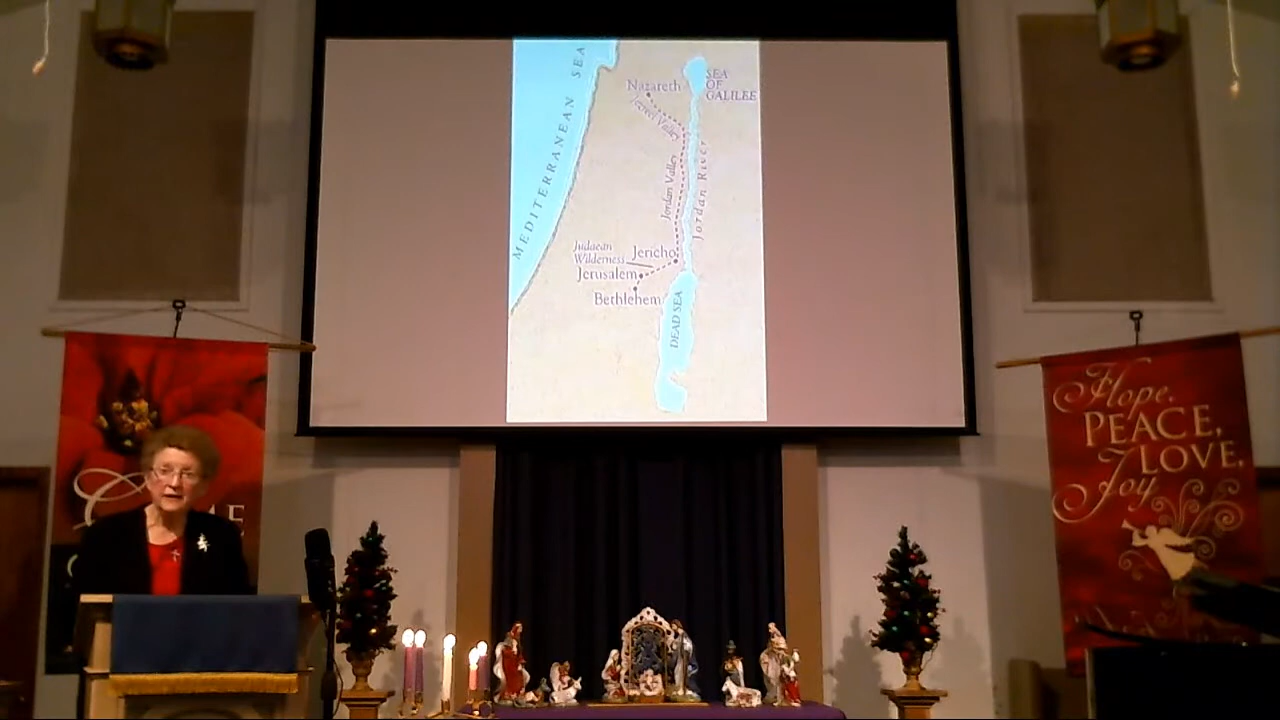 MEDITERRANEAN SEA
Nazareth
SEA
OF
GALILEE
Jezreel Valley
Jordan Valley
Jordan River
Judaean
Wilderness
Jericho
Jerusalem
Bethlehem
DEAD SEA
Hope,
PEACE,
LOVE,
Joy